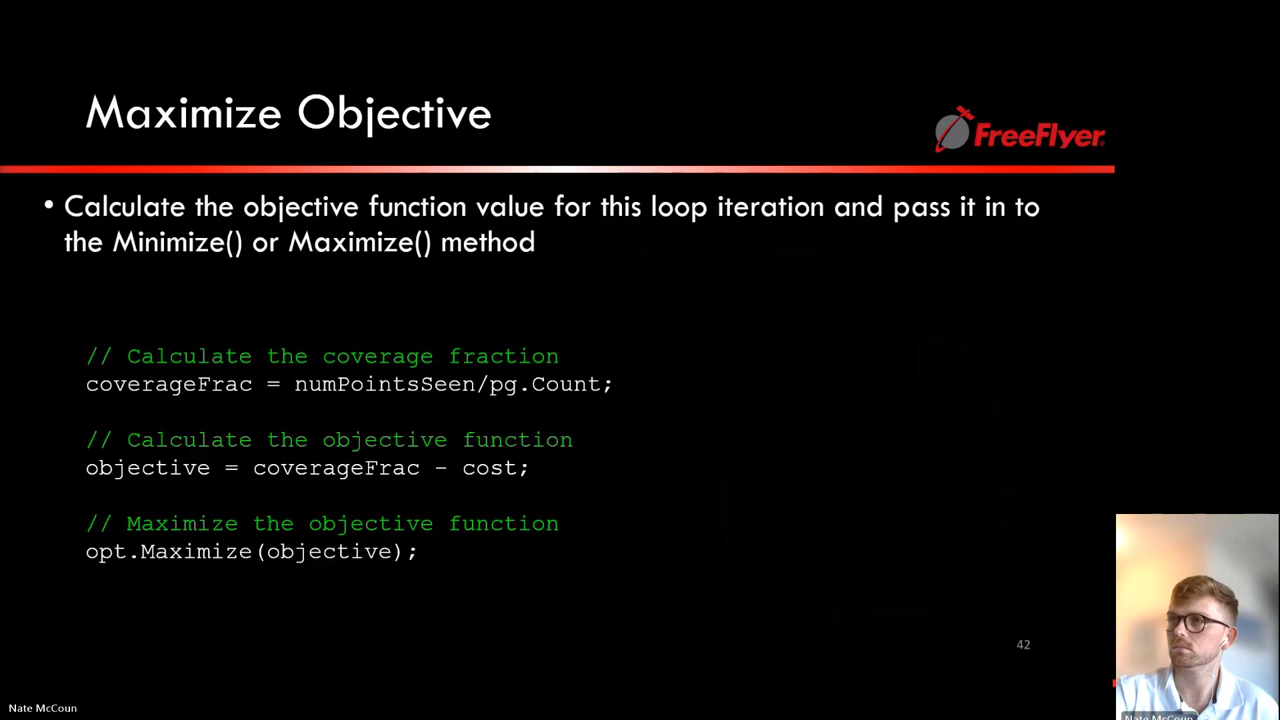 Maximize Objective
FreeFlyer
• Calculate the objective function value for this loop iteration and pass it in to
the Minimize() or Maximize() method
// Calculate the coverage fraction
coverageFrac = numPointsSeen/pg.Count;
// Calculate the objective function
objective = coverageFrac – cost;
// Maximize the objective function
opt.Maximize(objective);
42
Nate McCoun
Nate McCoun